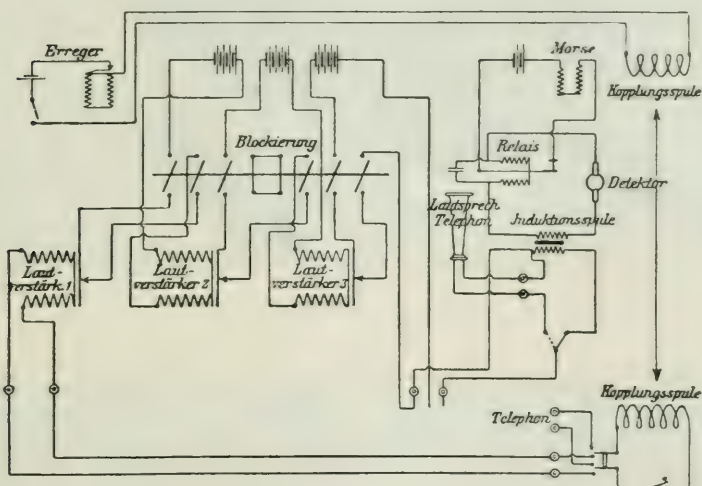 Erreger
Morse
Kopplungsspule
Blockierung
Relais
Detektor
Lautsprech
Telephon
Induktionsspule
Laut-
verstärk. 1
Laut-
verstärker 2
Laut-
verstärker 3
Kopplungsspule
Telephon